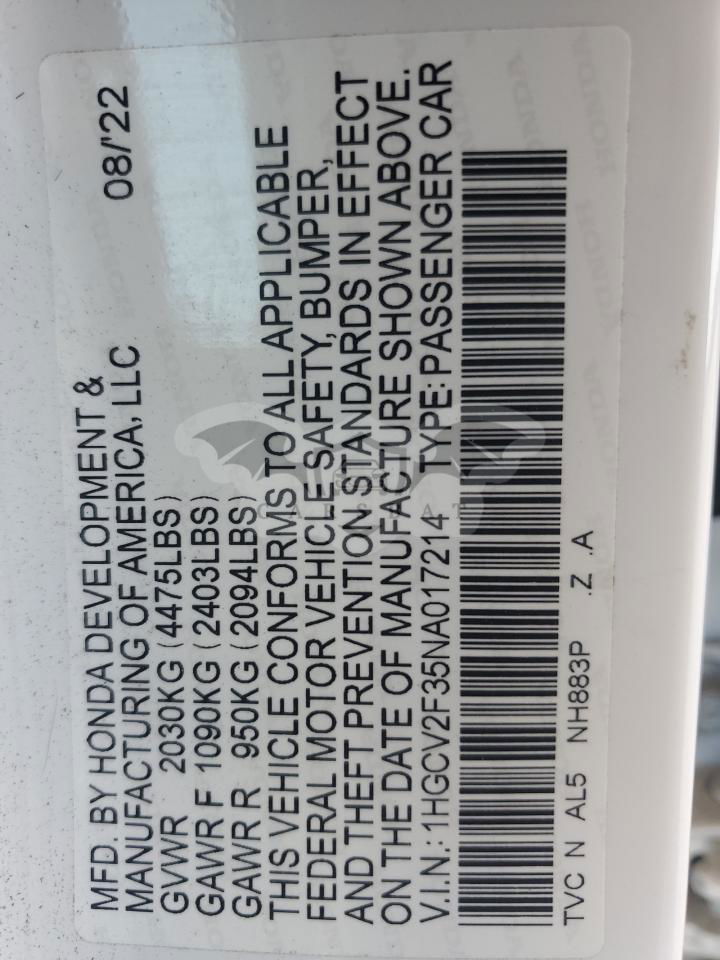 MFD. BY HONDA DEVELOPMENT & 08/'22
MANUFACTURING OF AMERICA, LLC
GVWR 2030KG (4475LBS)
GAWR F 1090KG (2403LBS)
GAWR R 950KG (2094LBS)
THIS VEHICLE CONFORMS TO ALL APPLICABLE
FEDERAL MOTOR VEHICLE SAFETY, BUMPER,
AND THEFT PREVENTION STANDARDS IN EFFECT
ON THE DATE OF MANUFACTURE SHOWN ABOVE.
V.I.N.: 1HGCV2F35NA017214 TYPE: PASSENGER CAR
TVC N AL5 NH883P .Z .A
HONDA